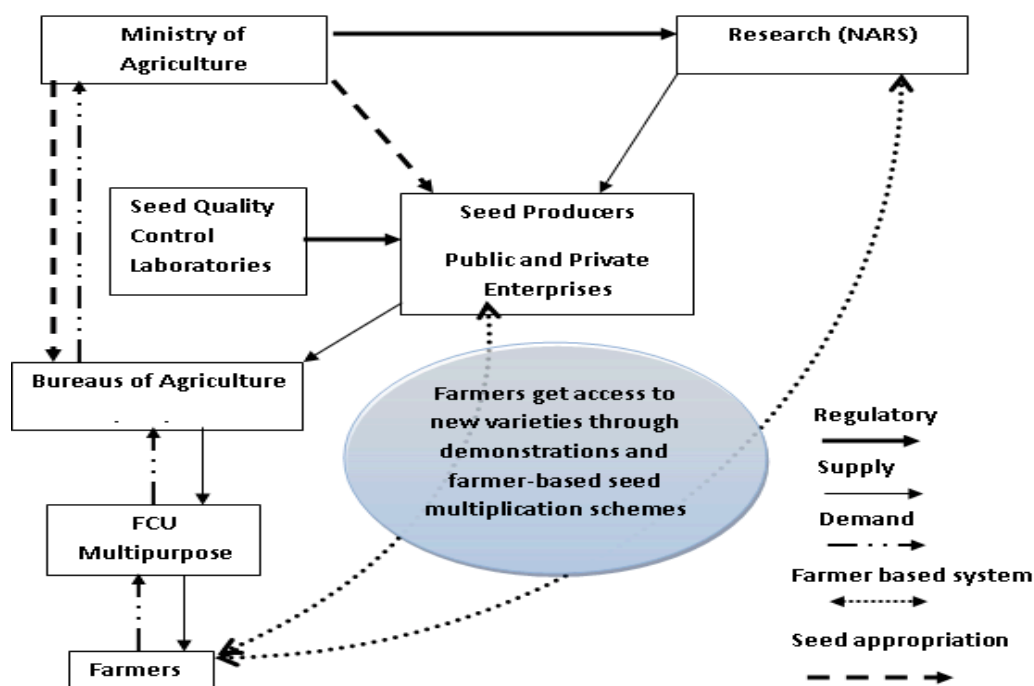 Ministry of
Agriculture
Research (NARS)
Seed Quality
Control
Laboratories
Seed Producers
Public and Private
Enterprises
Bureaus of Agriculture
Farmers get access to
new varieties through
demonstrations and
farmer-based seed
multiplication schemes
FCU
Multipurpose
Farmers
Regulatory
Supply
Demand
Farmer based system
Seed appropriation